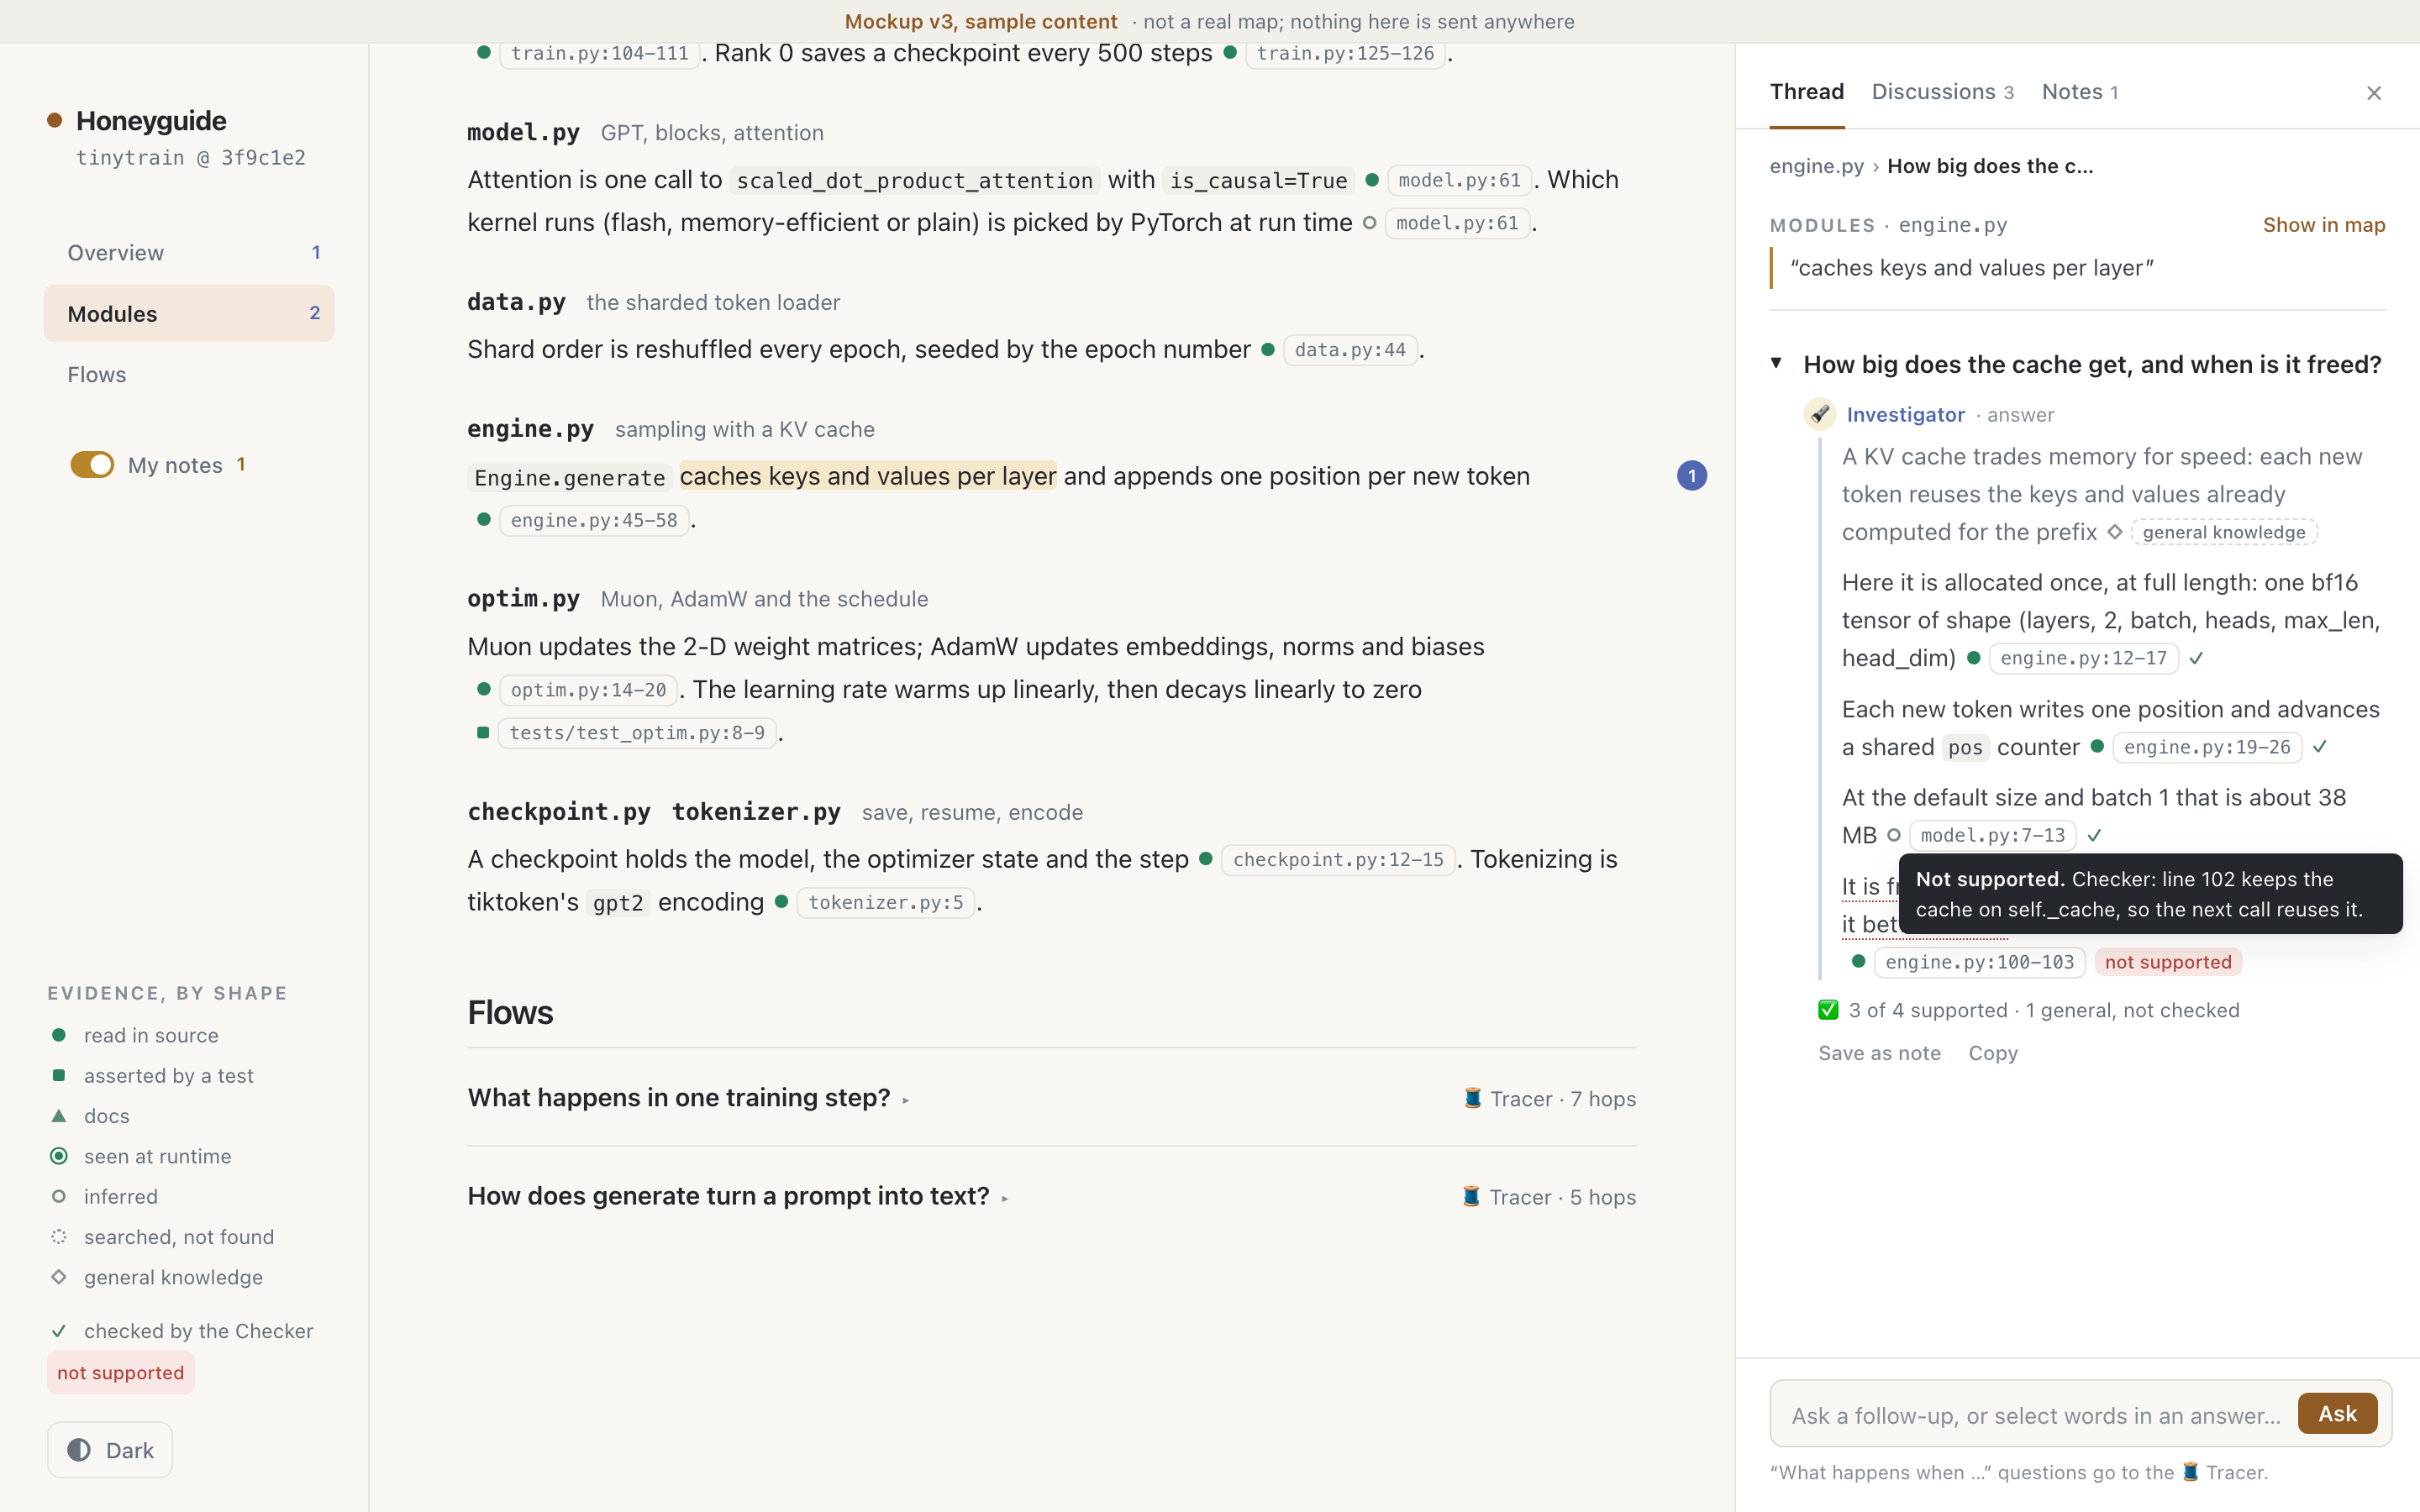 Mockup v3, sample content · not a real map; nothing here is sent anywhere
Honeyguide
tinytrain @ 3f9c1e2
Overview 1
Modules 2
Flows
My notes 1
EVIDENCE, BY SHAPE
read in source
asserted by a test
docs
seen at runtime
inferred
searched, not found
general knowledge
checked by the Checker
not supported
Dark
train.py:104–111. Rank 0 saves a checkpoint every 500 steps train.py:125–126.
model.py GPT, blocks, attention
Attention is one call to scaled_dot_product_attention with is_causal=True model.py:61. Which
kernel runs (flash, memory-efficient or plain) is picked by PyTorch at run time model.py:61.
data.py the sharded token loader
Shard order is reshuffled every epoch, seeded by the epoch number data.py:44.
engine.py sampling with a KV cache
Engine.generate caches keys and values per layer and appends one position per new token
1
engine.py:45–58.
optim.py Muon, AdamW and the schedule
Muon updates the 2-D weight matrices; AdamW updates embeddings, norms and biases
optim.py:14–20. The learning rate warms up linearly, then decays linearly to zero
tests/test_optim.py:8–9.
checkpoint.py tokenizer.py save, resume, encode
A checkpoint holds the model, the optimizer state and the step checkpoint.py:12–15. Tokenizing is
tiktoken's gpt2 encoding tokenizer.py:5.
Flows
What happens in one training step? Tracer · 7 hops
How does generate turn a prompt into text? Tracer · 5 hops
Thread Discussions 3 Notes 1
engine.py › How big does the c...
MODULES · engine.py Show in map
“caches keys and values per layer”
How big does the cache get, and when is it freed?
Investigator · answer
A KV cache trades memory for speed: each new
token reuses the keys and values already
computed for the prefix general knowledge
Here it is allocated once, at full length: one bf16
tensor of shape (layers, 2, batch, heads, max_len,
head_dim) engine.py:12–17 ✓
Each new token writes one position and advances
a shared pos counter engine.py:19–26 ✓
At the default size and batch 1 that is about 38
MB model.py:7–13 ✓
Not supported. Checker: line 102 keeps the
cache on self._cache, so the next call reuses it.
It is
it
engine.py:100–103 not supported
3 of 4 supported · 1 general, not checked
Save as note Copy
Ask a follow-up, or select words in an answer... Ask
“What happens when …” questions go to the Tracer.